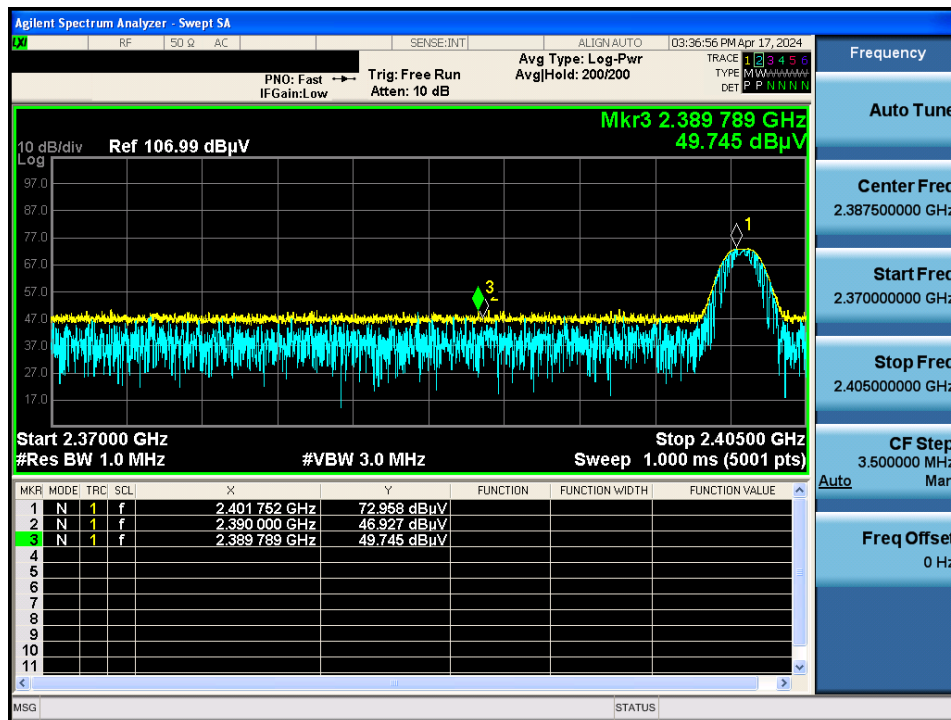 Agilent Spectrum Analyzer - Swept SA
LXI RF 50 Ω AC SENSE:INT ALIGN AUTO 03:36:56 PM Apr 17, 2024
Frequency
PNO: Fast
IFGain:Low
Trig: Free Run
Atten: 10 dB
Avg Type: Log-Pwr
Avg|Hold: 200/200
TRACE 1 2 3 4 5 6
TYPE M W
DET P P N N N N
Auto Tune
Mkr3 2.389 789 GHz
49.745 dBµV
10 dB/div Ref 106.99 dBµV
Log
97.0
87.0
77.0
67.0
57.0
47.0
37.0
27.0
17.0
1
3
Start 2.37000 GHz Stop 2.40500 GHz
#Res BW 1.0 MHz #VBW 3.0 MHz Sweep 1.000 ms (5001 pts)
Center Freq
2.387500000 GHz
Start Freq
2.370000000 GHz
Stop Freq
2.405000000 GHz
CF Step
3.500000 MHz
Auto Man
Freq Offset
0 Hz
MKR MODE TRC SCL X Y FUNCTION FUNCTION WIDTH FUNCTION VALUE
1 N 1 f 2.401 752 GHz 72.958 dBµV
2 N 1 f 2.390 000 GHz 46.927 dBµV
3 N 1 f 2.389 789 GHz 49.745 dBµV
4
5
6
7
8
9
10
11
MSG STATUS